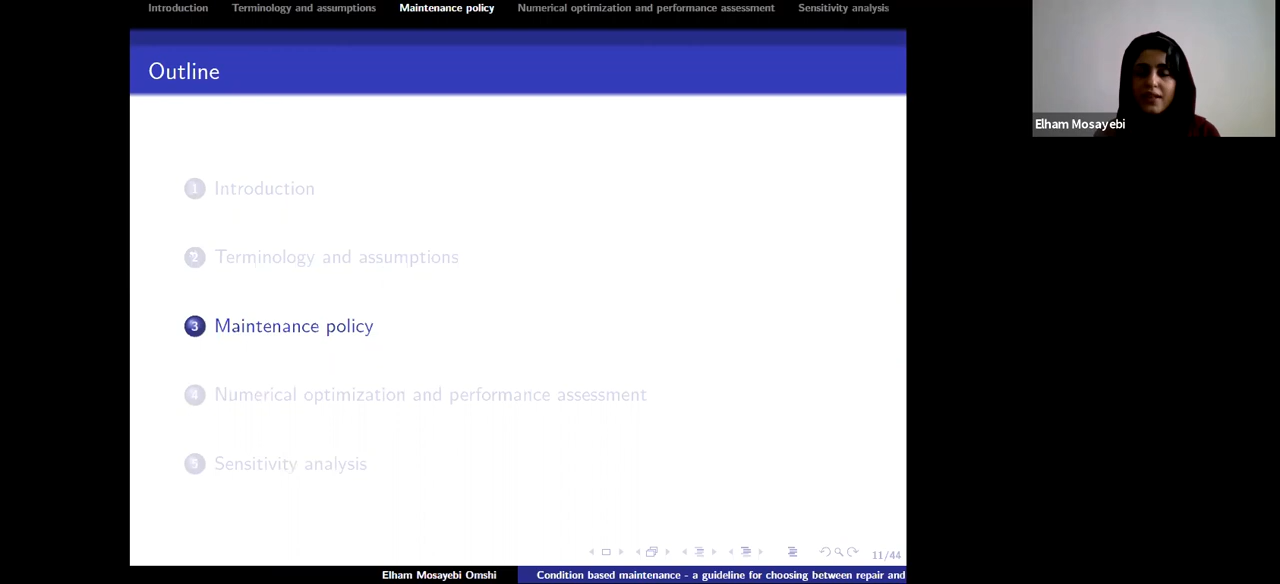 Introduction Terminology and assumptions Maintenance policy Numerical optimization and performance assessment Sensitivity analysis
Outline
Elham Mosayebi
1 Introduction
2 Terminology and assumptions
3 Maintenance policy
4 Numerical optimization and performance assessment
5 Sensitivity analysis
11/44
Elham Mosayebi Omshi Condition based maintenance - a guideline for choosing between repair and